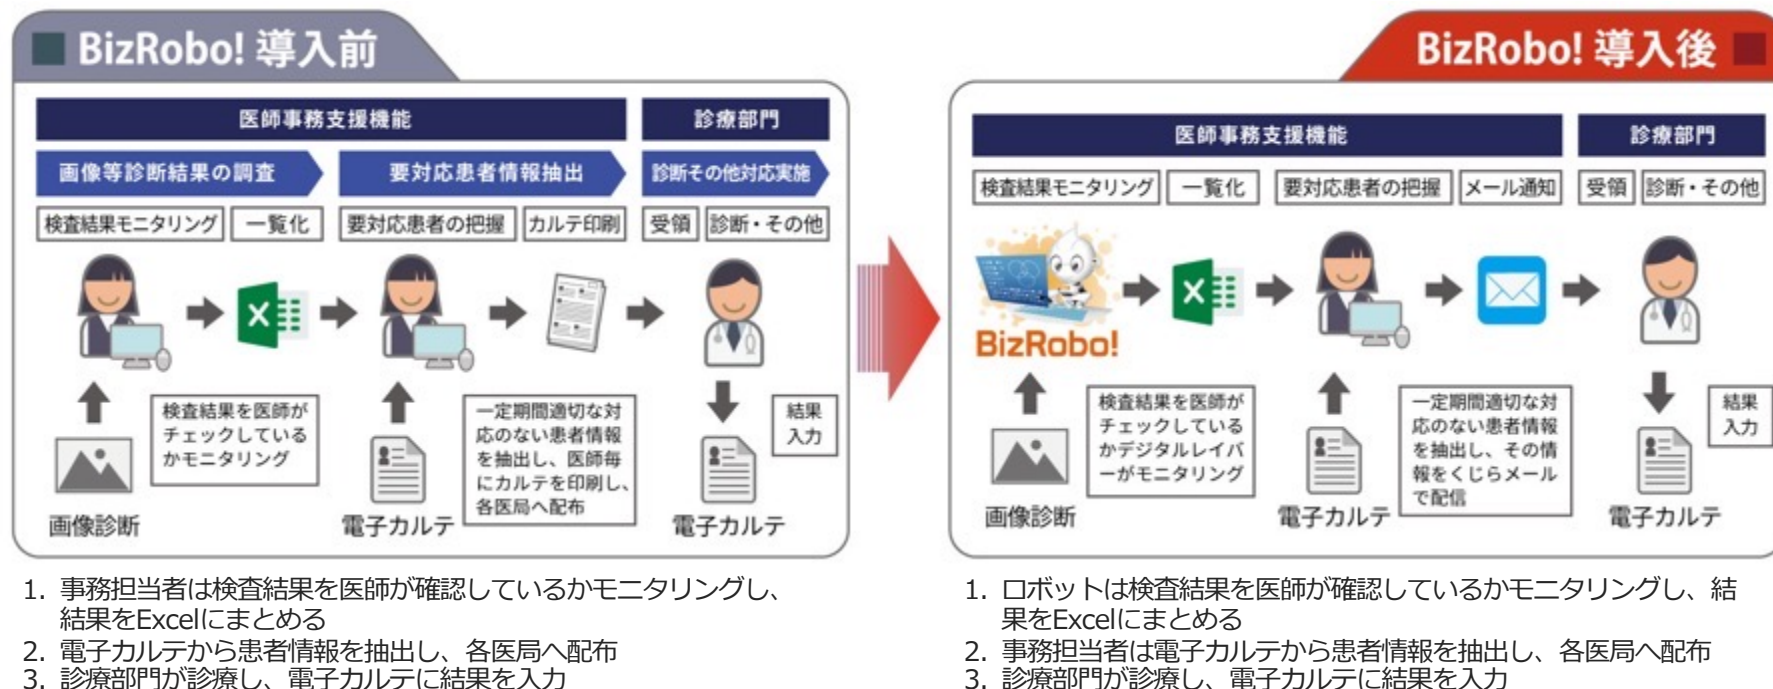 BizRobo! 導入前
医師事務支援機能
診療部門
画像等診断結果の調査
要対応患者情報抽出
診断その他対応実施
検査結果モニタリング
一覧化
要対応患者の把握
カルテ印刷
受領
診断・その他
検査結果を医師が
チェックしている
かモニタリング
一定期間適切な対
応のない患者情報
を抽出し、医師毎
にカルテを印刷し、
各医局へ配布
結果
入力
画像診断
電子カルテ
電子カルテ
1. 事務担当者は検査結果を医師が確認しているかモニタリングし、
結果をExcelにまとめる
2. 電子カルテから患者情報を抽出し、各医局へ配布
3. 診療部門が診療し、電子カルテに結果を入力
BizRobo! 導入後
医師事務支援機能
診療部門
検査結果モニタリング
一覧化
要対応患者の把握
メール通知
受領
診断・その他
BizRobo!
検査結果を医師が
チェックしている
かデジタルレイバ
ーがモニタリング
一定期間適切な対
応のない患者情報
を抽出し、その情
報をくじらメール
で配信
結果
入力
画像診断
電子カルテ
電子カルテ
1. ロボットは検査結果を医師が確認しているかモニタリングし、結
果をExcelにまとめる
2. 事務担当者は電子カルテから患者情報を抽出し、各医局へ配布
3. 診療部門が診療し、電子カルテに結果を入力